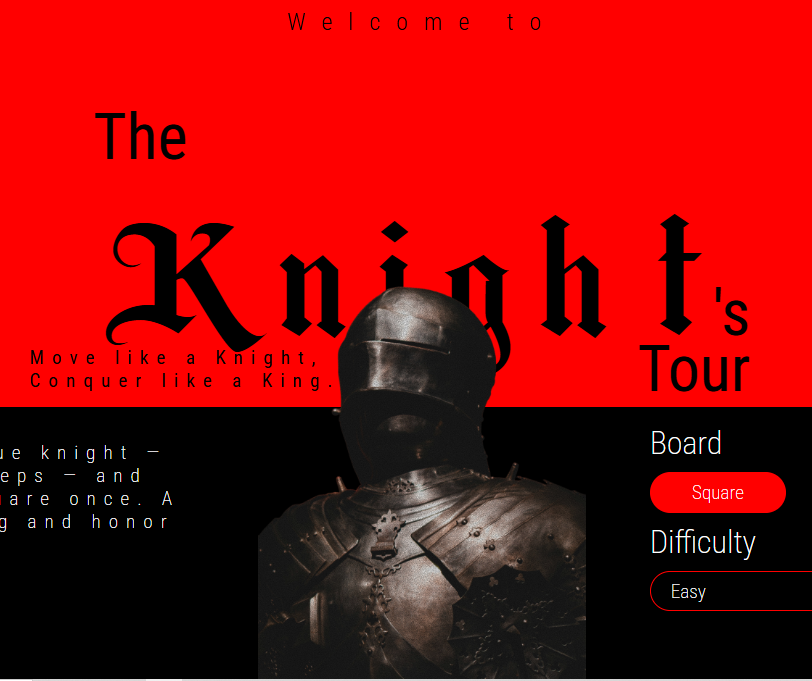 Welcome to
The
Knight's
Tour
Move like a Knight,
Conquer like a King.
ue knight —
eps — and
are once. A
g and honor
Board
Square
Difficulty
Easy